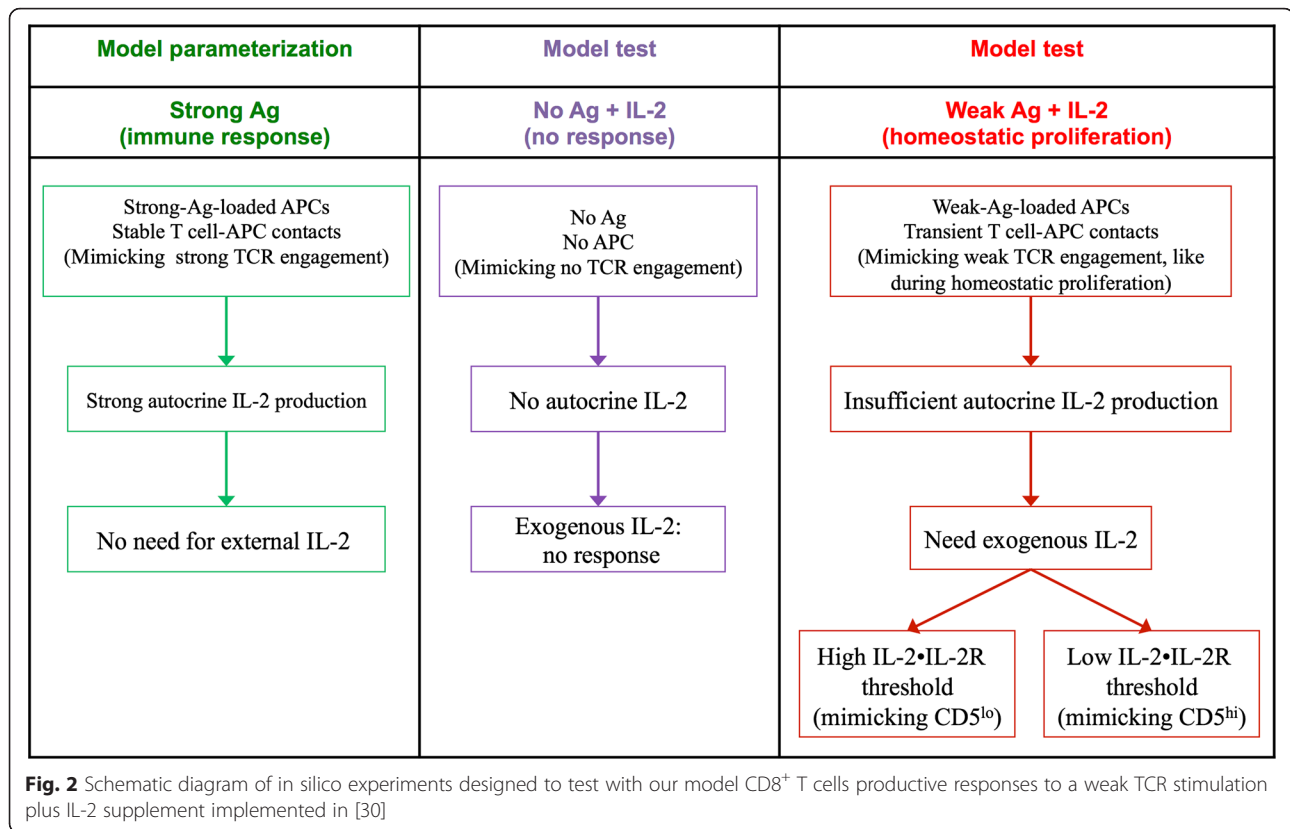 Model parameterization
Model test
Model test
Strong Ag
(immune response)
No Ag + IL-2
(no response)
Weak Ag + IL-2
(homeostatic proliferation)
Strong-Ag-loaded APCs
Stable T cell-APC contacts
(Mimicking strong TCR engagement)
Strong autocrine IL-2 production
No need for external IL-2
No Ag
No APC
(Mimicking no TCR engagement)
No autocrine IL-2
Exogenous IL-2:
no response
Weak-Ag-loaded APCs
Transient T cell-APC contacts
(Mimicking weak TCR engagement, like
during homeostatic proliferation)
Insufficient autocrine IL-2 production
Need exogenous IL-2
High IL-2•IL-2R
threshold
(mimicking CD5ˡᵒ)
Low IL-2•IL-2R
threshold
(mimicking CD5ʰⁱ)
Fig. 2 Schematic diagram of in silico experiments designed to test with our model CD8⁺ T cells productive responses to a weak TCR stimulation
plus IL-2 supplement implemented in [30]